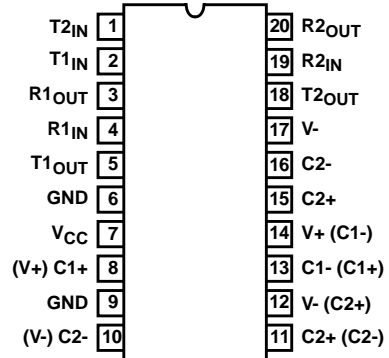 T2IN 1 20 R2OUT
T1IN 2 19 R2IN
R1OUT 3 18 T2OUT
R1IN 4 17 V-
T1OUT 5 16 C2-
GND 6 15 C2+
VCC 7 14 V+ (C1-)
(V+) C1+ 8 13 C1- (C1+)
GND 9 12 V- (C2+)
(V-) C2- 10 11 C2+ (C2-)